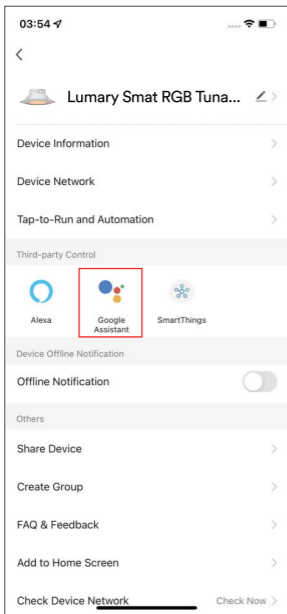 03:54
Lumary Smat RGB Tuna...
Device Information
Device Network
Tap-to-Run and Automation
Third-party Control
Alexa
Google
Assistant
SmartThings
Device Offline Notification
Offline Notification
Others
Share Device
Create Group
FAQ & Feedback
Add to Home Screen
Check Device Network Check Now